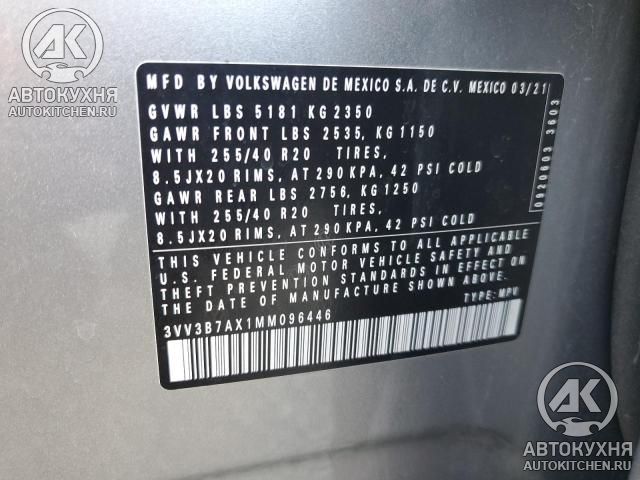 MFD BY VOLKSWAGEN DE MEXICO S.A. DE C.V. MEXICO 03/21
GVWR LBS 5181 KG 2350
GAWR FRONT LBS 2535, KG 1150
WITH 255/40 R20 TIRES,
8.5JX20 RIMS, AT 290 KPA, 42 PSI COLD
GAWR REAR LBS 2756, KG 1250
WITH 255/40 R20 TIRES,
8.5JX20 RIMS, AT 290 KPA, 42 PSI COLD
THIS VEHICLE CONFORMS TO ALL APPLICABLE
U.S. FEDERAL MOTOR VEHICLE SAFETY AND
THEFT PREVENTION STANDARDS IN EFFECT ON
THE DATE OF MANUFACTURE SHOWN ABOVE.
3VV3B7AX1MM096446
TYPE: MPV
0920603 3603
АК
АВТОКУХНЯ
AUTOKITCHEN.RU
АК
АВТОКУХНЯ
AUTOKITCHEN.RU